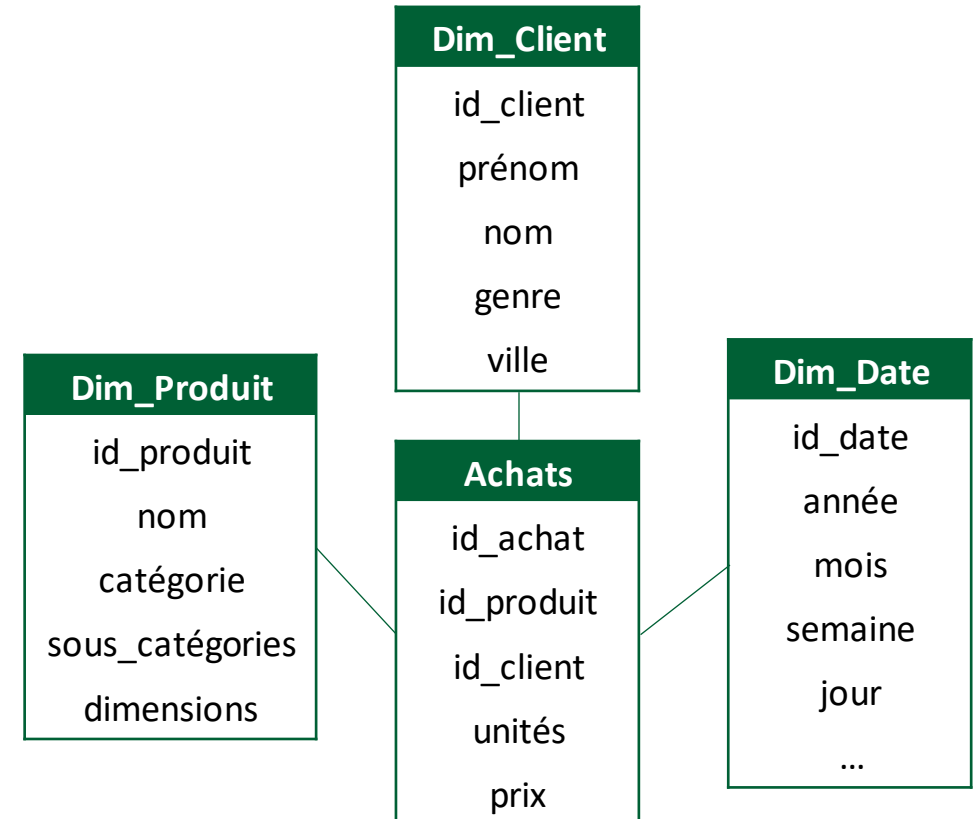 Dim_Client
id_client
prénom
nom
genre
ville
Dim_Produit
id_produit
nom
catégorie
sous_catégories
dimensions
Achats
id_achat
id_produit
id_client
unités
prix
Dim_Date
id_date
année
mois
semaine
jour
...